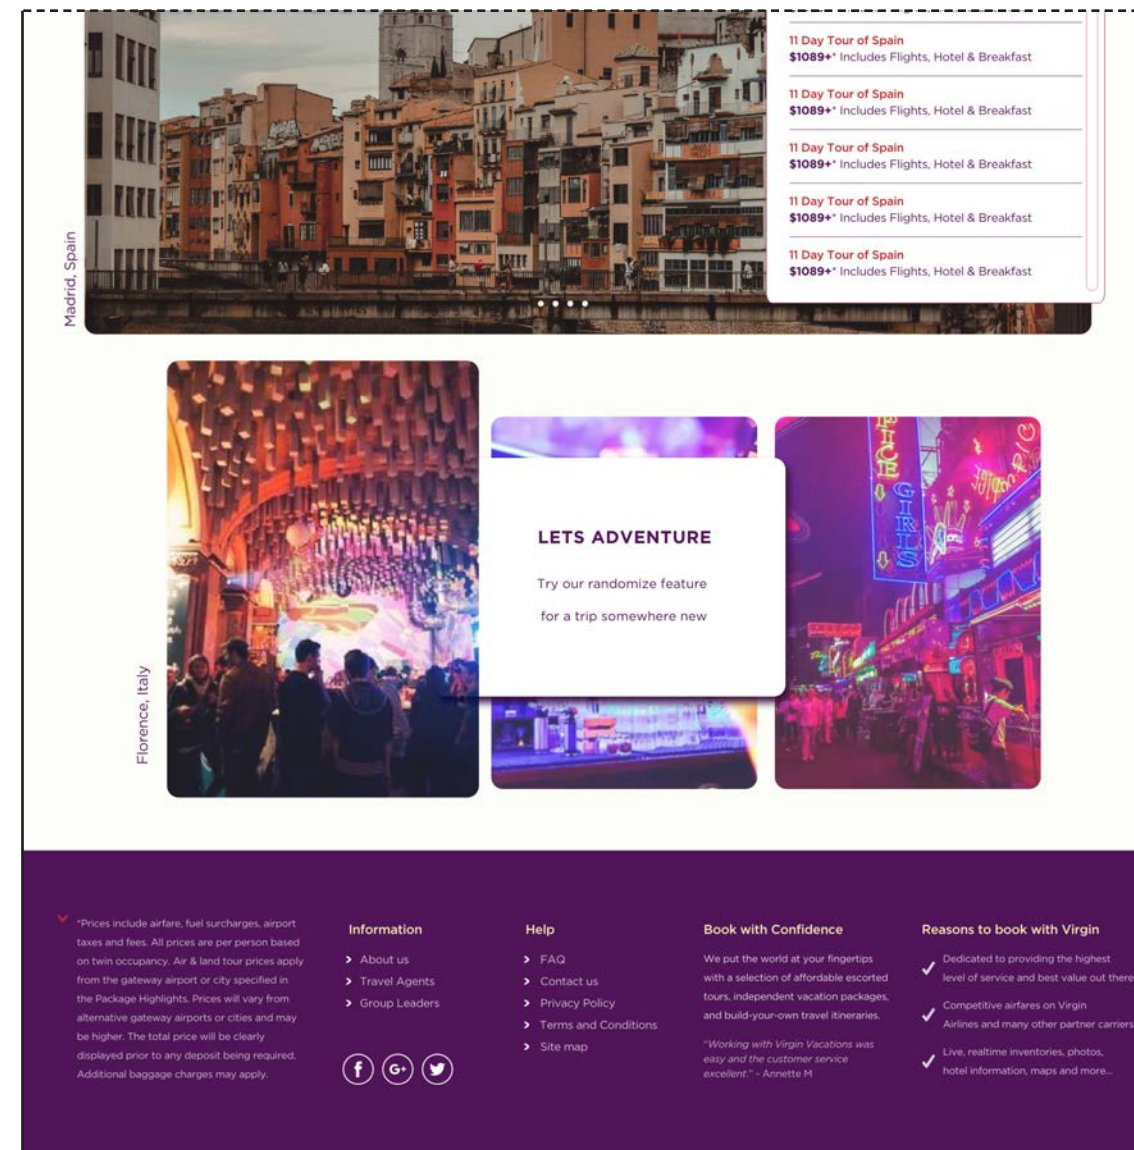 11 Day Tour of Spain
$1089+* Includes Flights, Hotel & Breakfast
11 Day Tour of Spain
$1089+* Includes Flights, Hotel & Breakfast
11 Day Tour of Spain
$1089+* Includes Flights, Hotel & Breakfast
11 Day Tour of Spain
$1089+* Includes Flights, Hotel & Breakfast
11 Day Tour of Spain
$1089+* Includes Flights, Hotel & Breakfast
Madrid, Spain
GIRLS
LETS ADVENTURE
Try our randomize feature
for a trip somewhere new
Florence, Italy
*Prices include airfare, fuel surcharges, airport
taxes and fees. All prices are per person based
on twin occupancy. Air & land tour prices apply
from the gateway airport or city specified in
the Package Highlights. Prices will vary from
alternative gateway airports or cities and may
be higher. The total price will be clearly
displayed prior to any deposit being required.
Additional baggage charges may apply.
Information
About us
Travel Agents
Group Leaders
f G+
Help
FAQ
Contact us
Privacy Policy
Terms and Conditions
Site map
Book with Confidence
We put the world at your fingertips
with a selection of affordable escorted
tours, independent vacation packages,
and build-your-own travel itineraries.
"Working with Virgin Vacations was
easy and the customer service
excellent." - Annette M
Reasons to book with Virgin
Dedicated to providing the highest
level of service and best value out there
Competitive airfares on Virgin
Airlines and many other partner carriers
Live, realtime inventories, photos,
hotel information, maps and more...